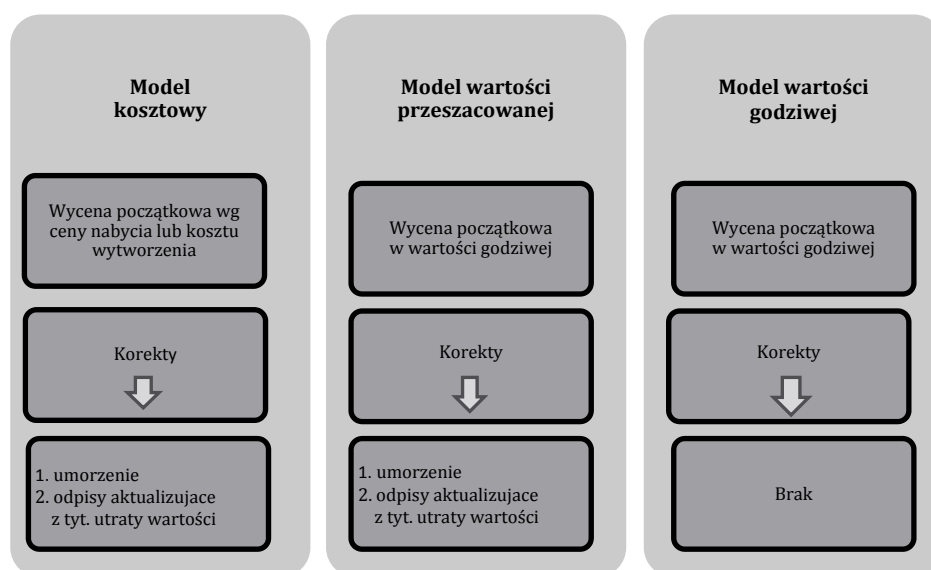 Model
kosztowy
Wycena początkowa wg
ceny nabycia lub kosztu
wytworzenia
Korekty
1. umorzenie
2. odpisy aktualizujace
z tyt. utraty wartości
Model wartości
przeszacowanej
Wycena początkowa
w wartości godziwej
Korekty
1. umorzenie
2. odpisy aktualizujace
z tyt. utraty wartości
Model wartości
godziwej
Wycena początkowa
w wartości godziwej
Korekty
Brak